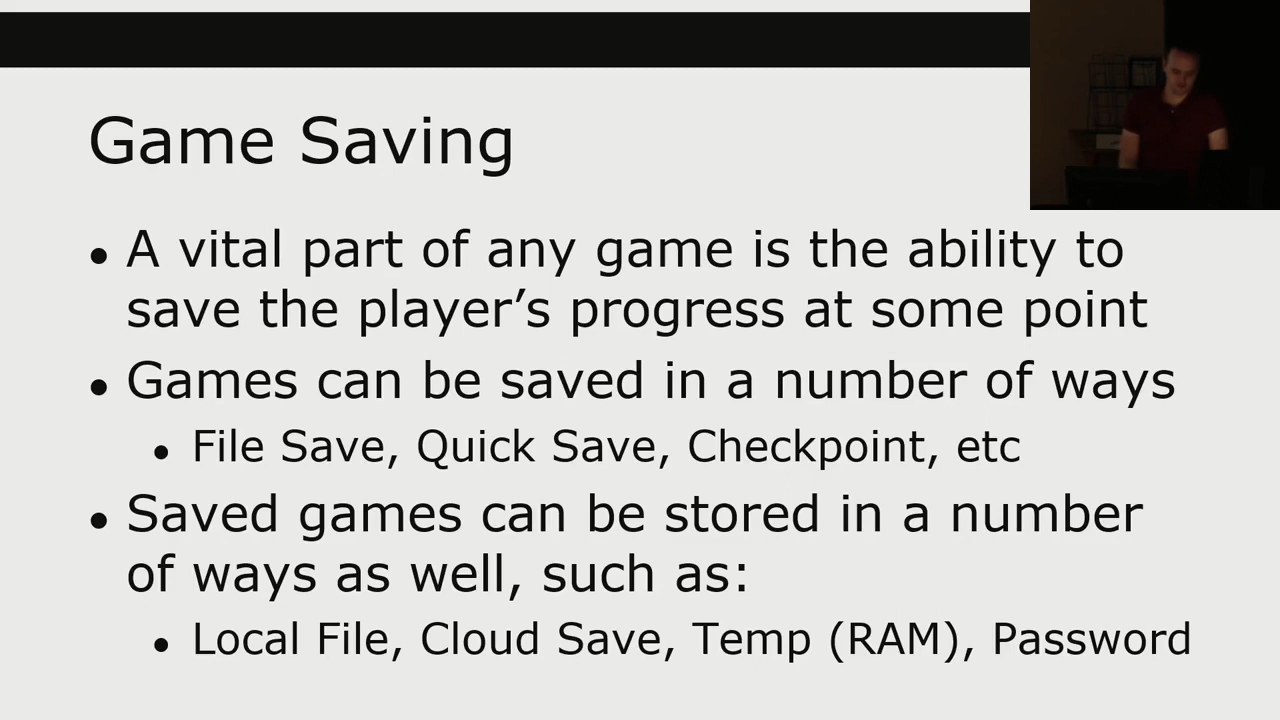 Game Saving
A vital part of any game is the ability to
save the player’s progress at some point
Games can be saved in a number of ways
File Save, Quick Save, Checkpoint, etc
Saved games can be stored in a number
of ways as well, such as:
Local File, Cloud Save, Temp (RAM), Password